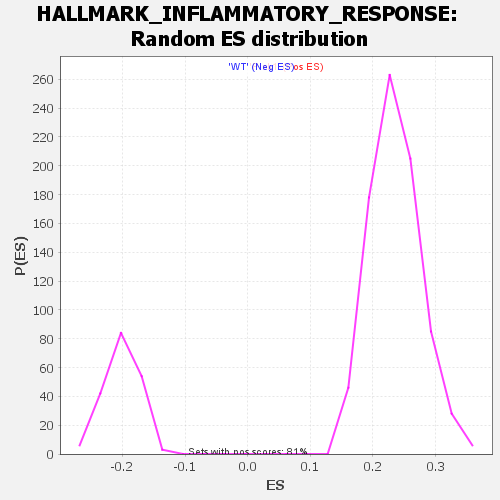 HALLMARK_INFLAMMATORY_RESPONSE:
Random ES distribution
'WT' (Neg ES)os ES)
260
240
220
200
180
160
140
120
100
80
60
40
20
0
P(ES)
Sets with pos scores: 81%
-0.2 -0.1 0.0 0.1 0.2 0.3
ES